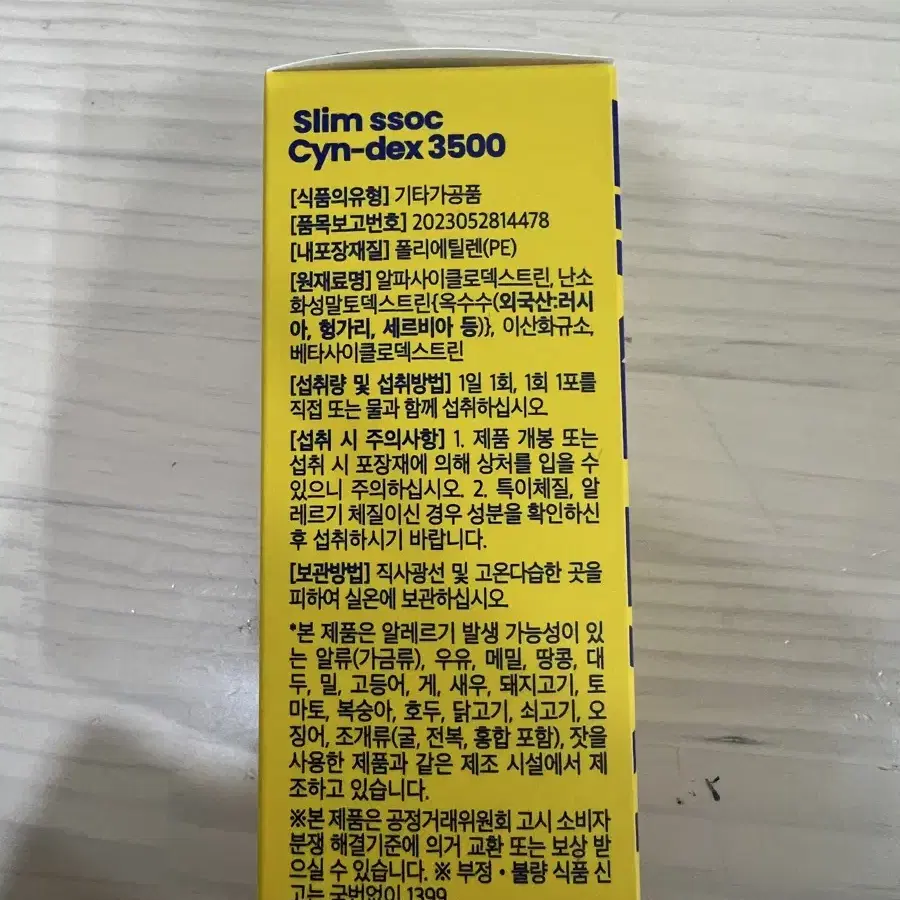 Slim ssoc
Cyn-dex 3500
[식품의유형] 기타가공품
[품목보고번호] 2023052814478
[내포장재질] 폴리에틸렌(PE)
[원재료명] 알파사이클로덱스트린, 난소
화성말토덱스트린{옥수수(외국산:러시
아, 헝가리, 세르비아 등)}, 이산화규소,
베타사이클로덱스트린
[섭취량 및 섭취방법] 1일 1회, 1회 1포를
직접 또는 물과 함께 섭취하십시오.
[섭취 시 주의사항] 1. 제품 개봉 또는
섭취 시 포장재에 의해 상처를 입을 수
있으니 주의하십시오. 2. 특이체질, 알
레르기 체질이신 경우 성분을 확인하신
후 섭취하시기 바랍니다.
[보관방법] 직사광선 및 고온다습한 곳을
피하여 실온에 보관하십시오.
*본 제품은 알레르기 발생 가능성이 있
는 알류(가금류), 우유, 메밀, 땅콩, 대
두, 밀, 고등어, 게, 새우, 돼지고기, 토
마토, 복숭아, 호두, 닭고기, 쇠고기, 오
징어, 조개류(굴, 전복, 홍합 포함), 잣을
사용한 제품과 같은 제조 시설에서 제
조하고 있습니다.
※본 제품은 공정거래위원회 고시 소비자
분쟁 해결기준에 의거 교환 또는 보상 받
으실 수 있습니다. ※ 부정·불량 식품 신
고는 국번없이 1399